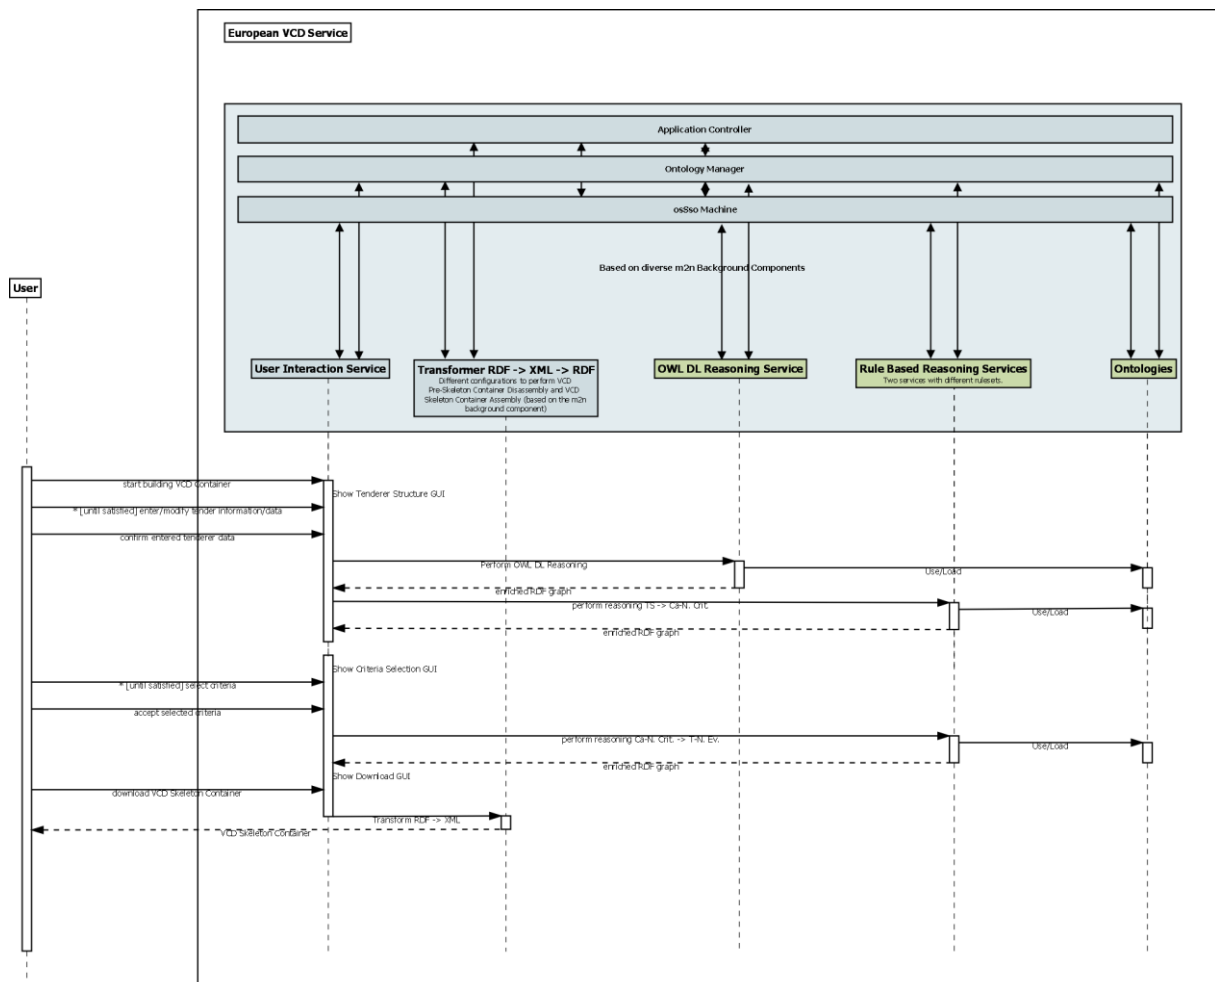 European VCD Service
Application Controller
Ontology Manager
os8so Machine
Based on diverse m2n Background Components
User
User Interaction Service
Transformer RDF -> XML -> RDF
Different configurations to perform VCD
Pre-Skeleton Container Disassembly and VCD
Skeleton Container Assembly (based on the m2n
background component)
OWL DL Reasoning Service
Rule Based Reasoning Services
Two services with different rulesets.
Ontologies
start building VCD Container
Show Tenderer Structure GUI
* [until satisfied] enter/modify tender information/data
confirm entered tenderer data
Perform OWL DL Reasoning
Use/Load
enriched RDF graph
perform reasoning TS -> Ca-N. Crit.
Use/Load
enriched RDF graph
Show Criteria Selection GUI
* [until satisfied] select criteria
accept selected criteria
perform reasoning Ca-N. Crit. -> T-N. Ev.
Use/Load
enriched RDF graph
Show Download GUI
download VCD Skeleton Container
Transform RDF -> XML
VCD Skeleton Container